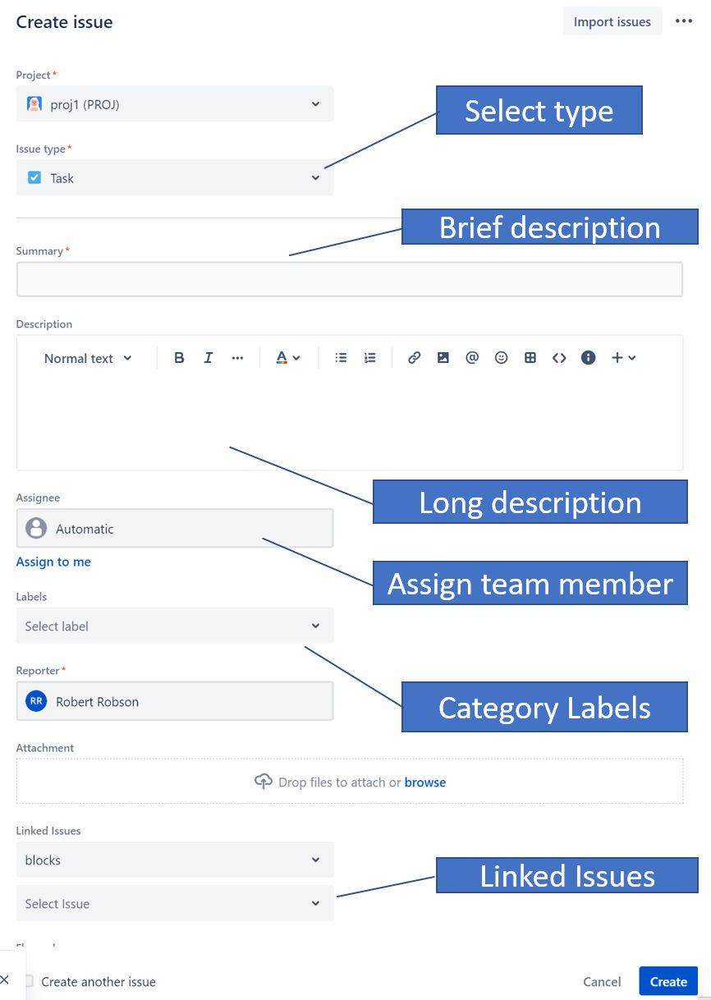 Create issue
Import issues
Project*
proj1 (PROJ)
Select type
Issue type*
Task
Brief description
Summary*
Description
Normal text
B I A
Long description
Assignee
Automatic
Assign to me
Assign team member
Labels
Select label
Reporter*
RR Robert Robson
Category Labels
Attachment
Drop files to attach or browse
Linked Issues
blocks
Linked Issues
Select Issue
Create another issue
Cancel
Create